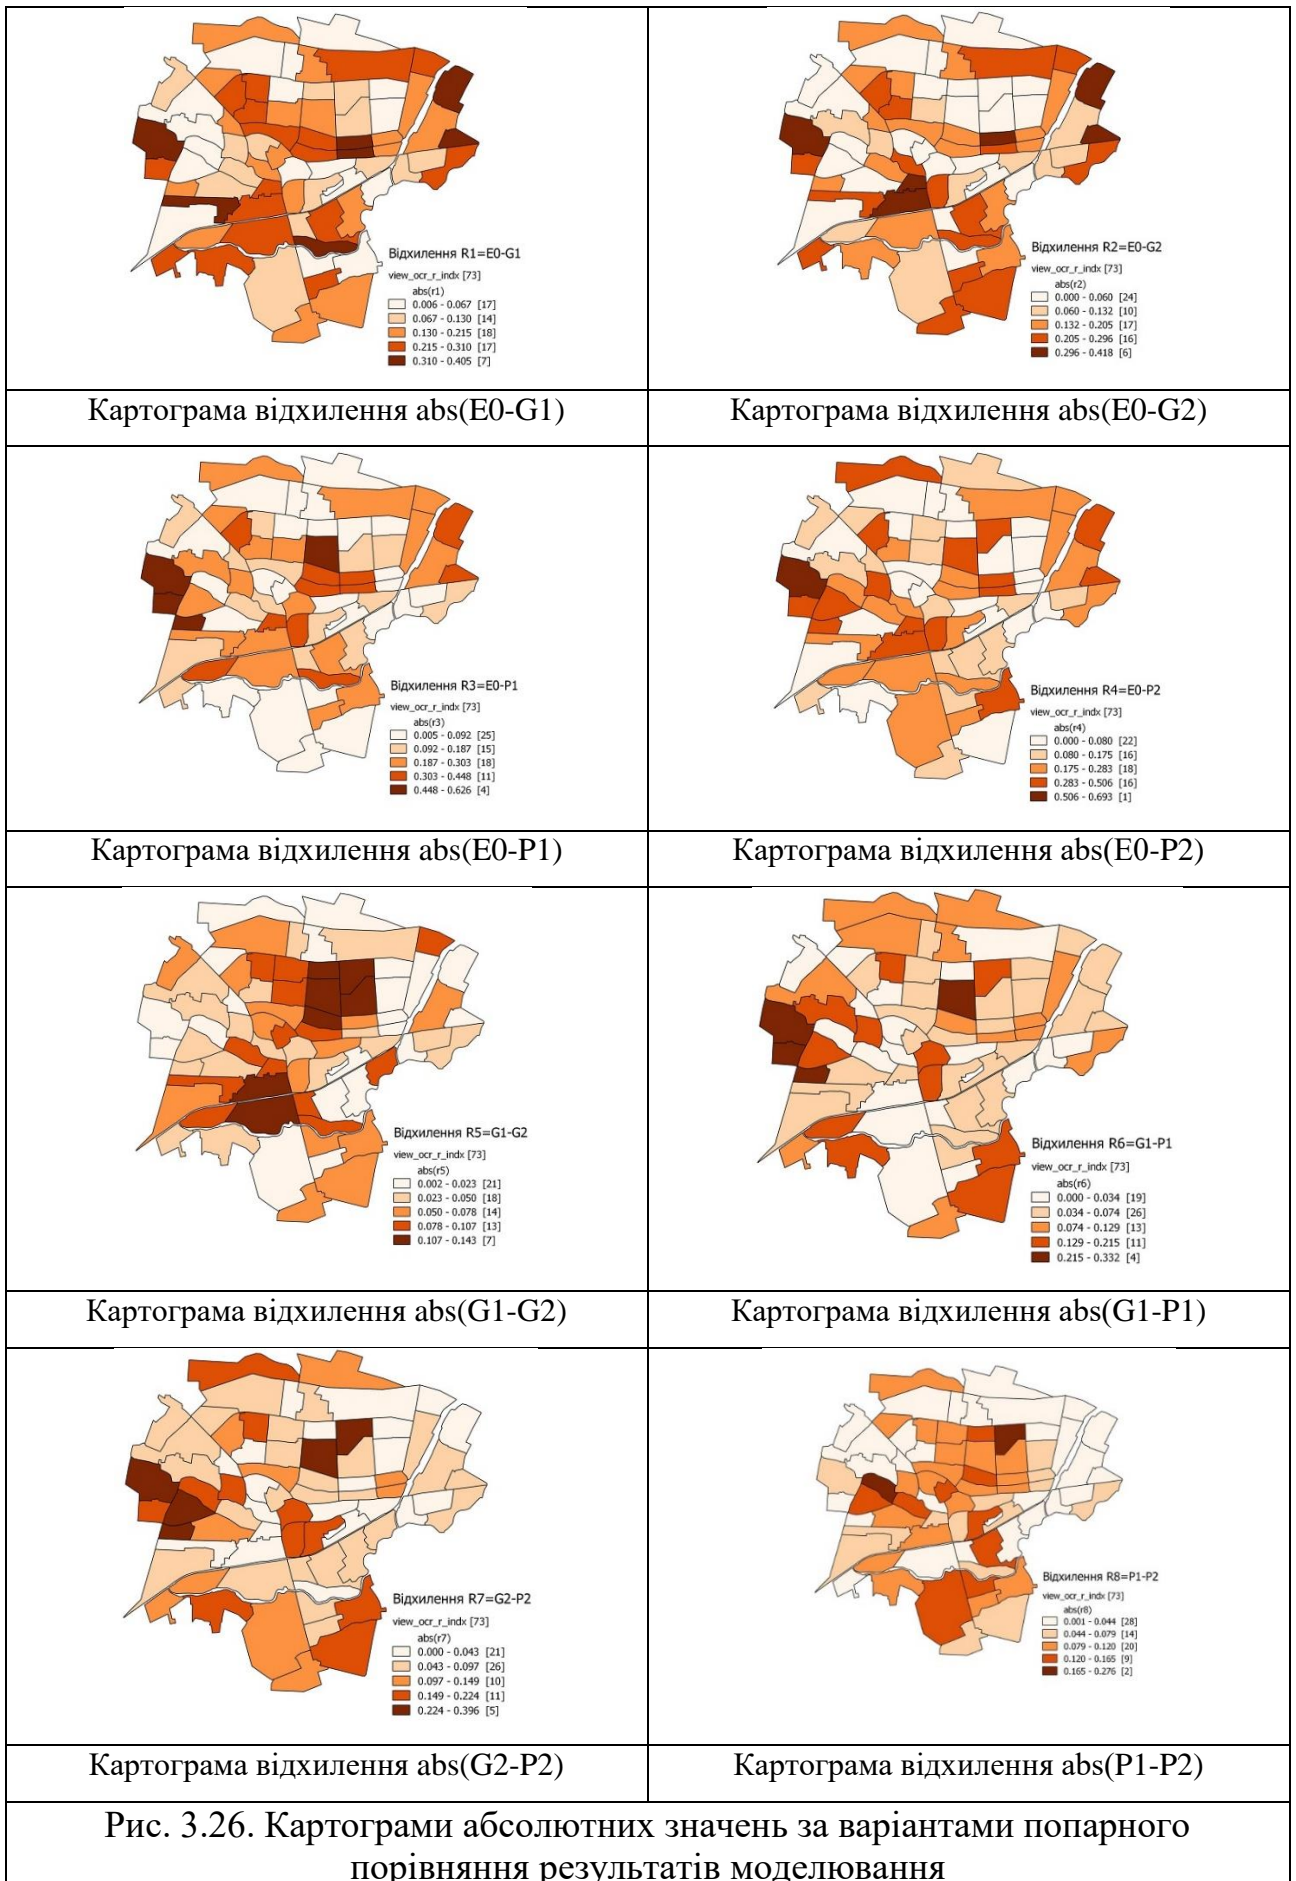 Відхилення R1=E0-G1
view_ocr_r_indx [73]
abs(r1)
0.006 - 0.067 [17]
0.067 - 0.130 [14]
0.130 - 0.215 [18]
0.215 - 0.310 [17]
0.310 - 0.405 [7]
Відхилення R2=E0-G2
view_ocr_r_indx [73]
abs(r2)
0.000 - 0.060 [24]
0.060 - 0.132 [10]
0.132 - 0.205 [17]
0.205 - 0.296 [16]
0.296 - 0.418 [6]
Картограма відхилення abs(E0-G1)
Картограма відхилення abs(E0-G2)
Відхилення R3=E0-P1
view_ocr_r_indx [73]
abs(r3)
0.005 - 0.092 [25]
0.092 - 0.187 [15]
0.187 - 0.303 [18]
0.303 - 0.448 [11]
0.448 - 0.626 [4]
Відхилення R4=E0-P2
view_ocr_r_indx [73]
abs(r4)
0.000 - 0.080 [22]
0.080 - 0.175 [16]
0.175 - 0.283 [18]
0.283 - 0.506 [16]
0.506 - 0.693 [1]
Картограма відхилення abs(E0-P1)
Картограма відхилення abs(E0-P2)
Відхилення R5=G1-G2
view_ocr_r_indx [73]
abs(r5)
0.002 - 0.023 [21]
0.023 - 0.050 [18]
0.050 - 0.078 [14]
0.078 - 0.107 [13]
0.107 - 0.143 [7]
Відхилення R6=G1-P1
view_ocr_r_indx [73]
abs(r6)
0.000 - 0.034 [19]
0.034 - 0.074 [26]
0.074 - 0.129 [13]
0.129 - 0.215 [11]
0.215 - 0.332 [4]
Картограма відхилення abs(G1-G2)
Картограма відхилення abs(G1-P1)
Відхилення R7=G2-P2
view_ocr_r_indx [73]
abs(r7)
0.000 - 0.043 [21]
0.043 - 0.097 [26]
0.097 - 0.149 [10]
0.149 - 0.224 [11]
0.224 - 0.396 [5]
Відхилення R8=P1-P2
view_ocr_r_indx [73]
abs(r8)
0.001 - 0.044 [28]
0.044 - 0.079 [14]
0.079 - 0.120 [20]
0.120 - 0.165 [9]
0.165 - 0.276 [2]
Картограма відхилення abs(G2-P2)
Картограма відхилення abs(P1-P2)
Рис. 3.26. Картограми абсолютних значень за варіантами попарного
порівняння результатів моделювання